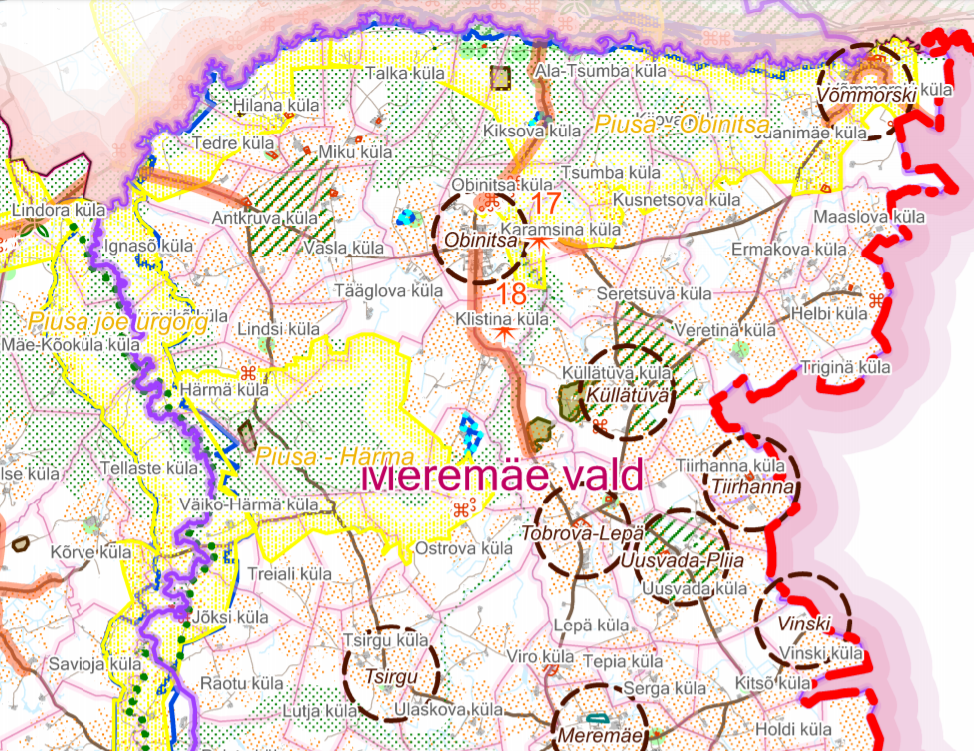 Talka küla
Ala-Tsumba küla
Võmmorski
küla
Hilana küla
Kiksova küla
Piusa - Obinitsa
Tedre küla
Miku küla
Tsumba küla
Obinitsa küla
Kusnetsova küla
17
Lindora küla
Antkruva küla
Maaslova küla
Karamsina küla
Obinitsa
Ignasõ küla
Vasla küla
Ermakova küla
Tääglova küla
18
Seretsüvä küla
Piusa jõe ürgorg
Lindsi küla
Klistina küla
Helbi küla
Veretinä küla
Mäe-Kõoküla küla
Küllätüvä küla
Triginä küla
Härmä küla
Küllätüvä
Piusa - Härma
Meremäe vald
Tellaste küla
Tiirhanna küla
Tiirhanna
Väiko-Härmä küla
Tobrova-Lepä
Kõrve küla
Ostrova küla
Uusvada-Pliia
Treiali küla
Uusvada küla
Jõksi küla
Lepä küla
Vinski
Tsirgu küla
Vinski küla
Savioja küla
Viro küla
Tepia küla
Tsirgu
Raotu küla
Serga küla
Kitsõ küla
Lütja küla
Ulaskova küla
Holdi küla
Meremäe